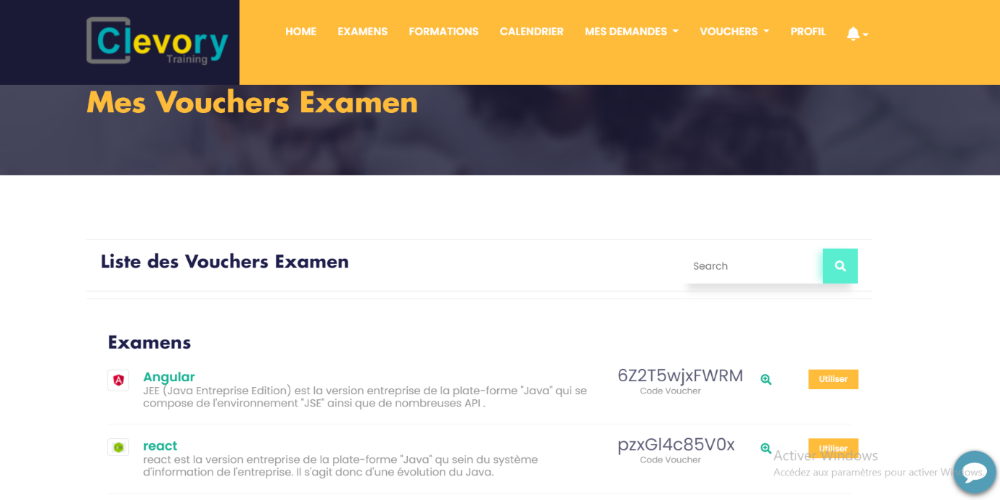 Clevory
Training
HOME EXAMENS FORMATIONS CALENDRIER MES DEMANDES VOUCHERS PROFIL
Mes Vouchers Examen
Liste des Vouchers Examen
Search
Examens
Angular
JEE (Java Entreprise Edition) est la version entreprise de la plate-forme "Java" qui se
compose de l'environnement "JSE" ainsi que de nombreuses API .
6Z2T5wjxFWRM
Code Voucher
Utiliser
react
react est la version entreprise de la plate-forme "Java" qu sein du système
d'information de l'entreprise. Il s'agit donc d'une évolution du Java.
pzxGl4c85V0x
Code Voucher
Utiliser
Activer Windows
Accédez aux paramètres pour activer Windows.